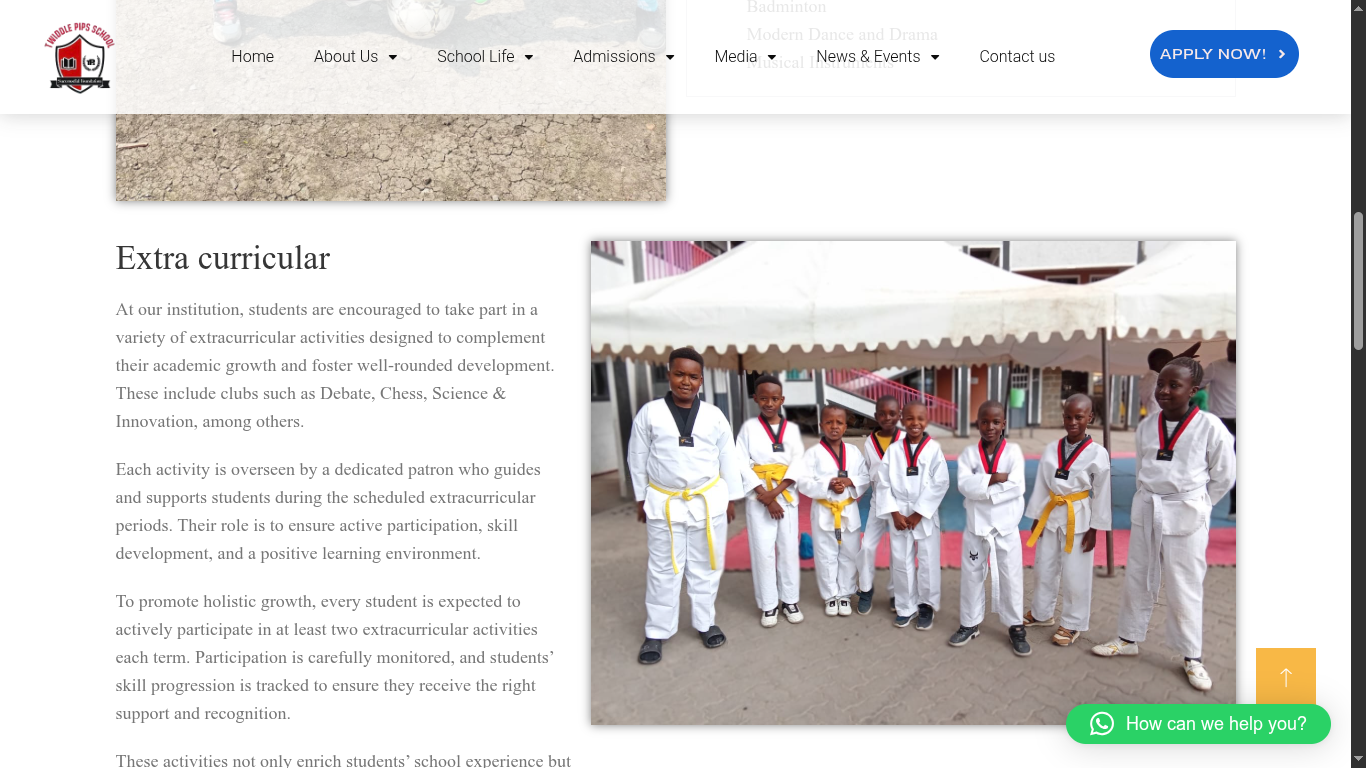 Badminton
Modern Dance and Drama
Musical Instruments
TWIDDLE PIPS SCHOOL
Home
About Us
School Life
Admissions
Media
News & Events
Contact us
APPLY NOW!
Extra curricular
At our institution, students are encouraged to take part in a
variety of extracurricular activities designed to complement
their academic growth and foster well-rounded development.
These include clubs such as Debate, Chess, Science &
Innovation, among others.
Each activity is overseen by a dedicated patron who guides
and supports students during the scheduled extracurricular
periods. Their role is to ensure active participation, skill
development, and a positive learning environment.
To promote holistic growth, every student is expected to
actively participate in at least two extracurricular activities
each term. Participation is carefully monitored, and students’
skill progression is tracked to ensure they receive the right
support and recognition.
These activities not only enrich students’ school experience but
How can we help you?